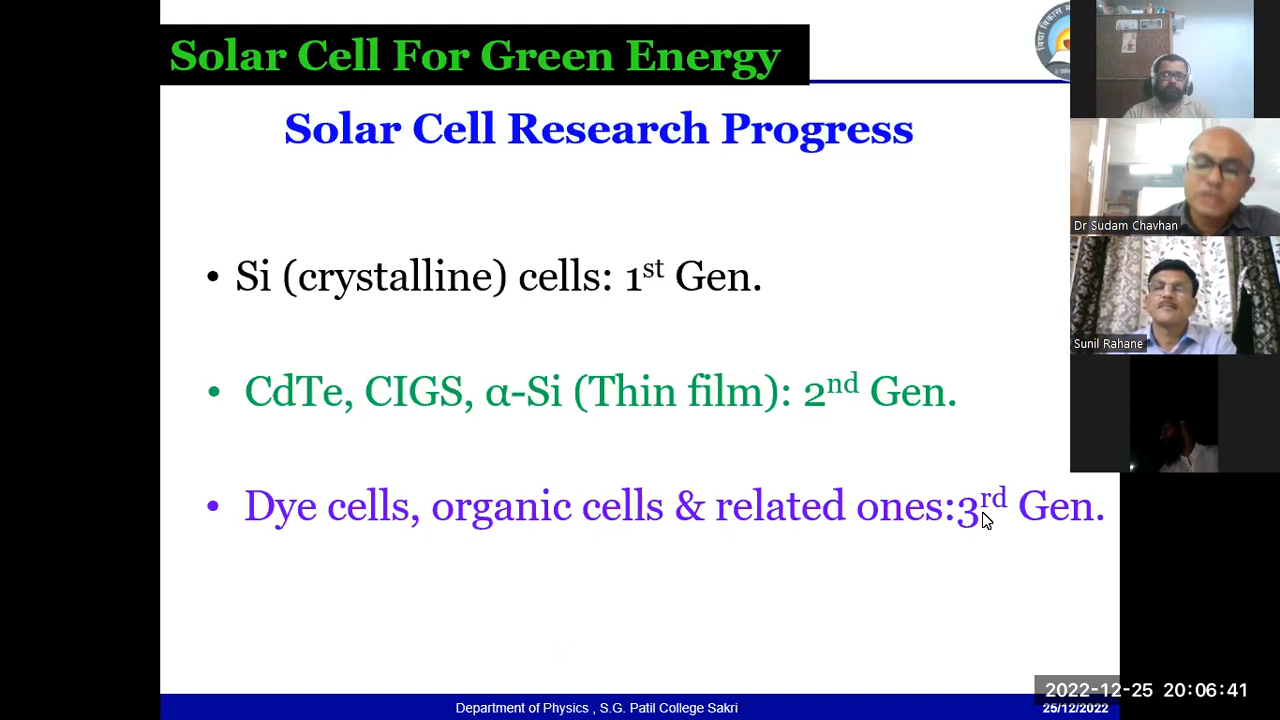 Solar Cell For Green Energy
Solar Cell Research Progress
• Si (crystalline) cells: 1st Gen.
• CdTe, CIGS, α-Si (Thin film): 2nd Gen.
• Dye cells, organic cells & related ones:3rd Gen.
Dr Sudam Chavhan
Sunil Rahane
2022-12-25 20:06:41
Department of Physics , S.G. Patil College Sakri
25/12/2022